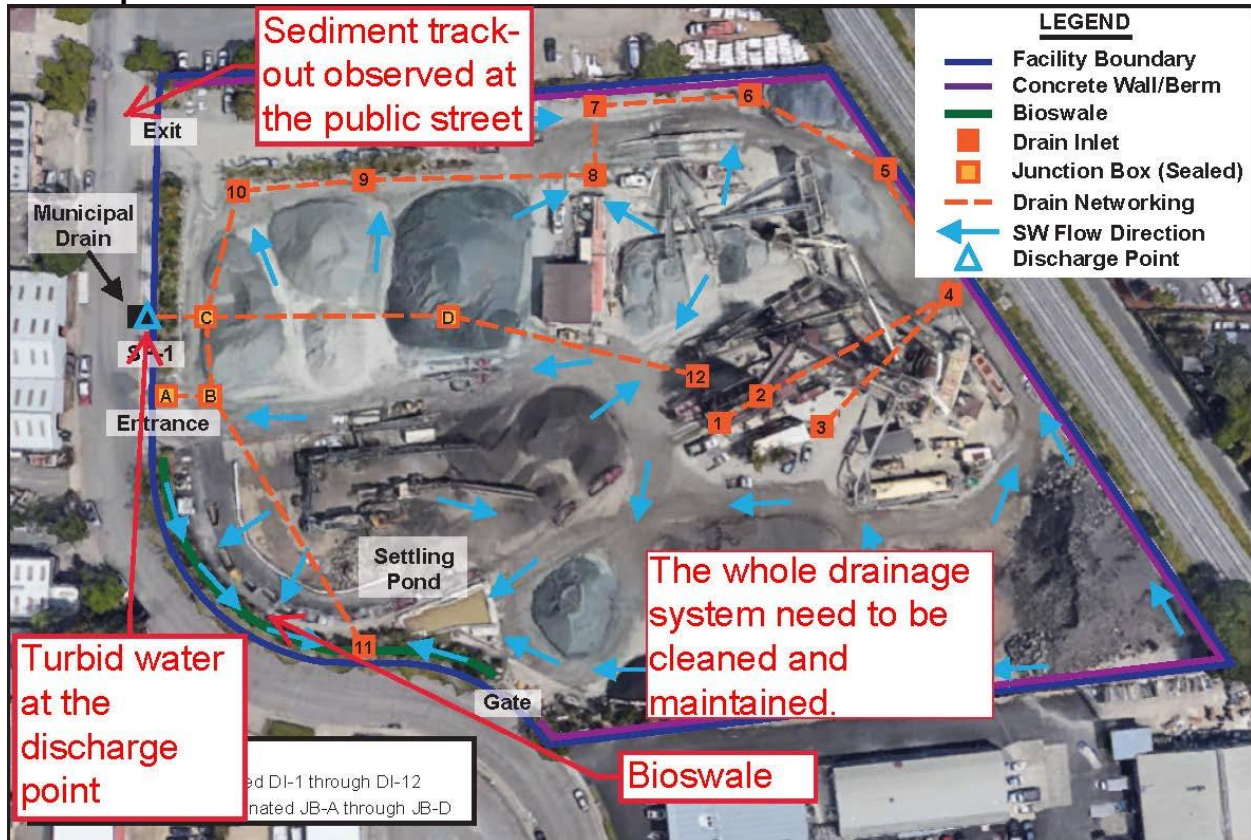 Sediment track-
out observed at
the public street
LEGEND
Facility Boundary
Concrete Wall/Berm
Bioswale
Drain Inlet
Junction Box (Sealed)
Drain Networking
SW Flow Direction
Discharge Point
Exit
7
6
5
8
9
10
Municipal
Drain
4
C
D
12
A
B
Entrance
2
1
3
Settling
Pond
The whole drainage
system need to be
cleaned and
maintained.
11
Gate
Turbid water
at the
discharge
point
Bioswale
DI-1 through DI-12
JB-A through JB-D